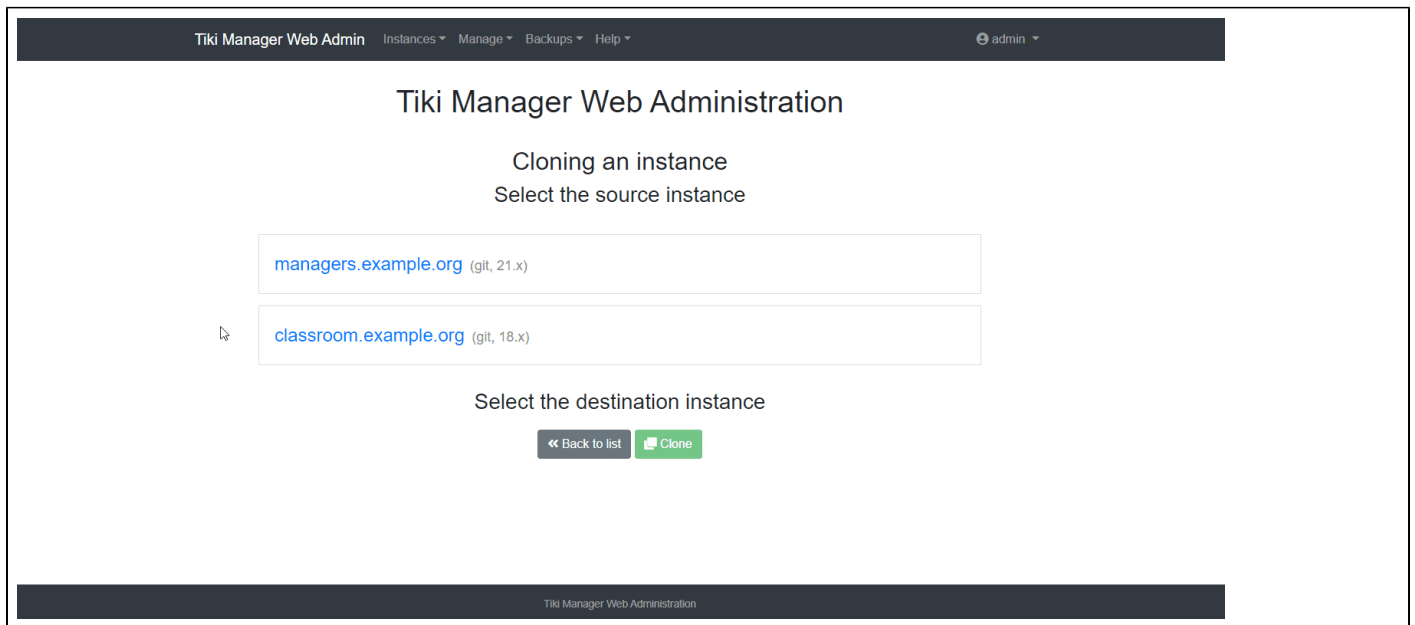 Tiki Manager Web Admin Instances Manage Backups Help admin
Tiki Manager Web Administration
Cloning an instance
Select the source instance
managers.example.org (git, 21.x)
classroom.example.org (git, 18.x)
Select the destination instance
Back to list Clone
Tiki Manager Web Administration